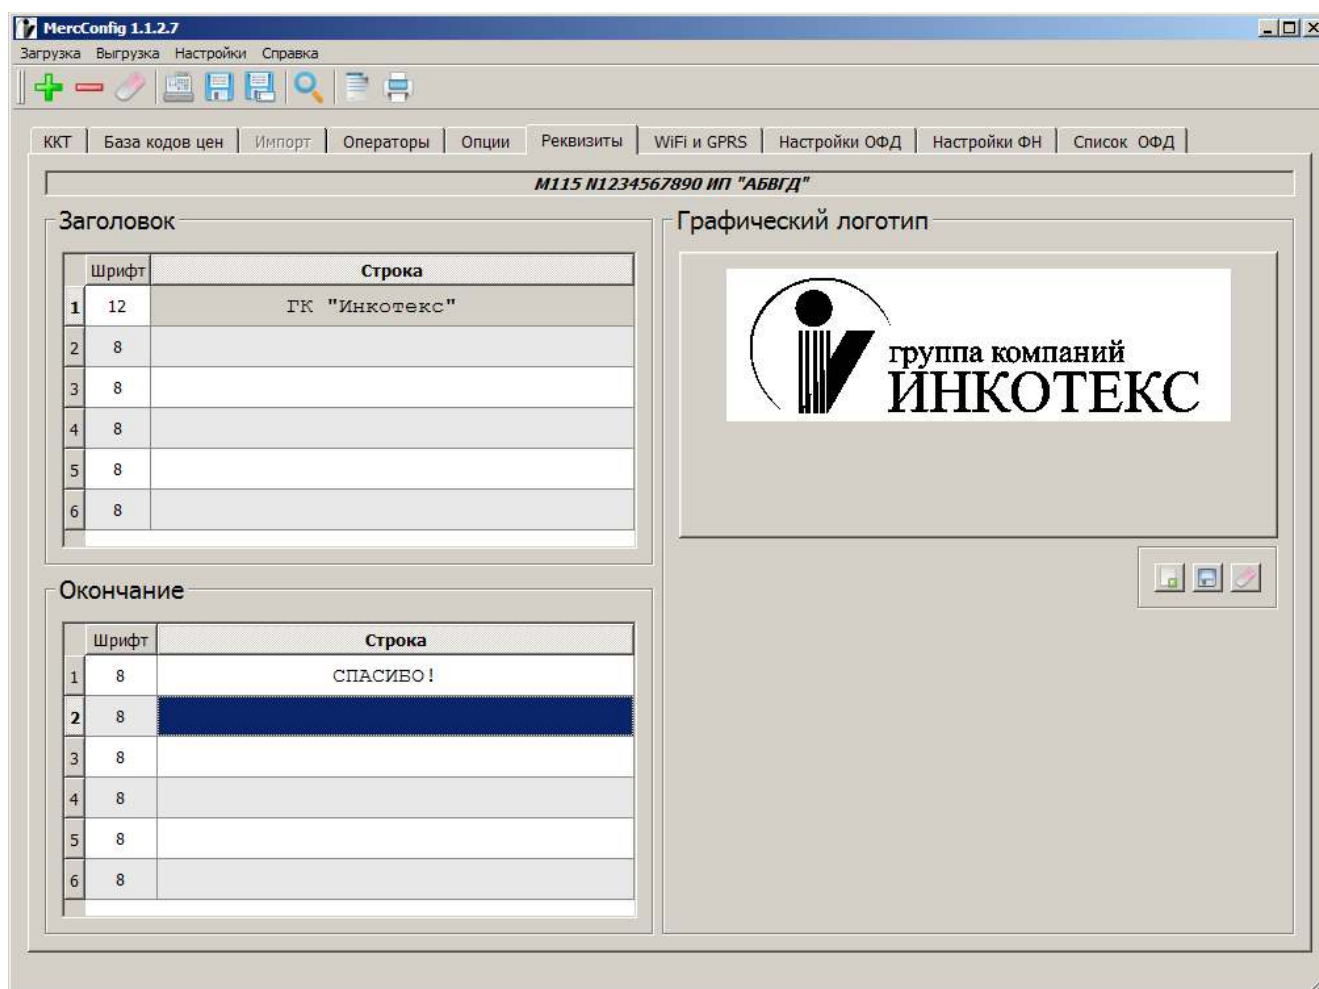 MercConfig 1.1.2.7
Загрузка Выгрузка Настройки Справка
ККТ База кодов цен Импорт Операторы Опции Реквизиты WiFi и GPRS Настройки ОФД Настройки ФН Список ОФД
М115 N1234567890 ИП "АБВГД"
Заголовок
Шрифт Строка
1 12 ГК "Инкотекс"
2 8
3 8
4 8
5 8
6 8
Окончание
Шрифт Строка
1 8 СПАСИБО!
2 8
3 8
4 8
5 8
6 8
Графический логотип
группа компаний
ИНКОТЕКС